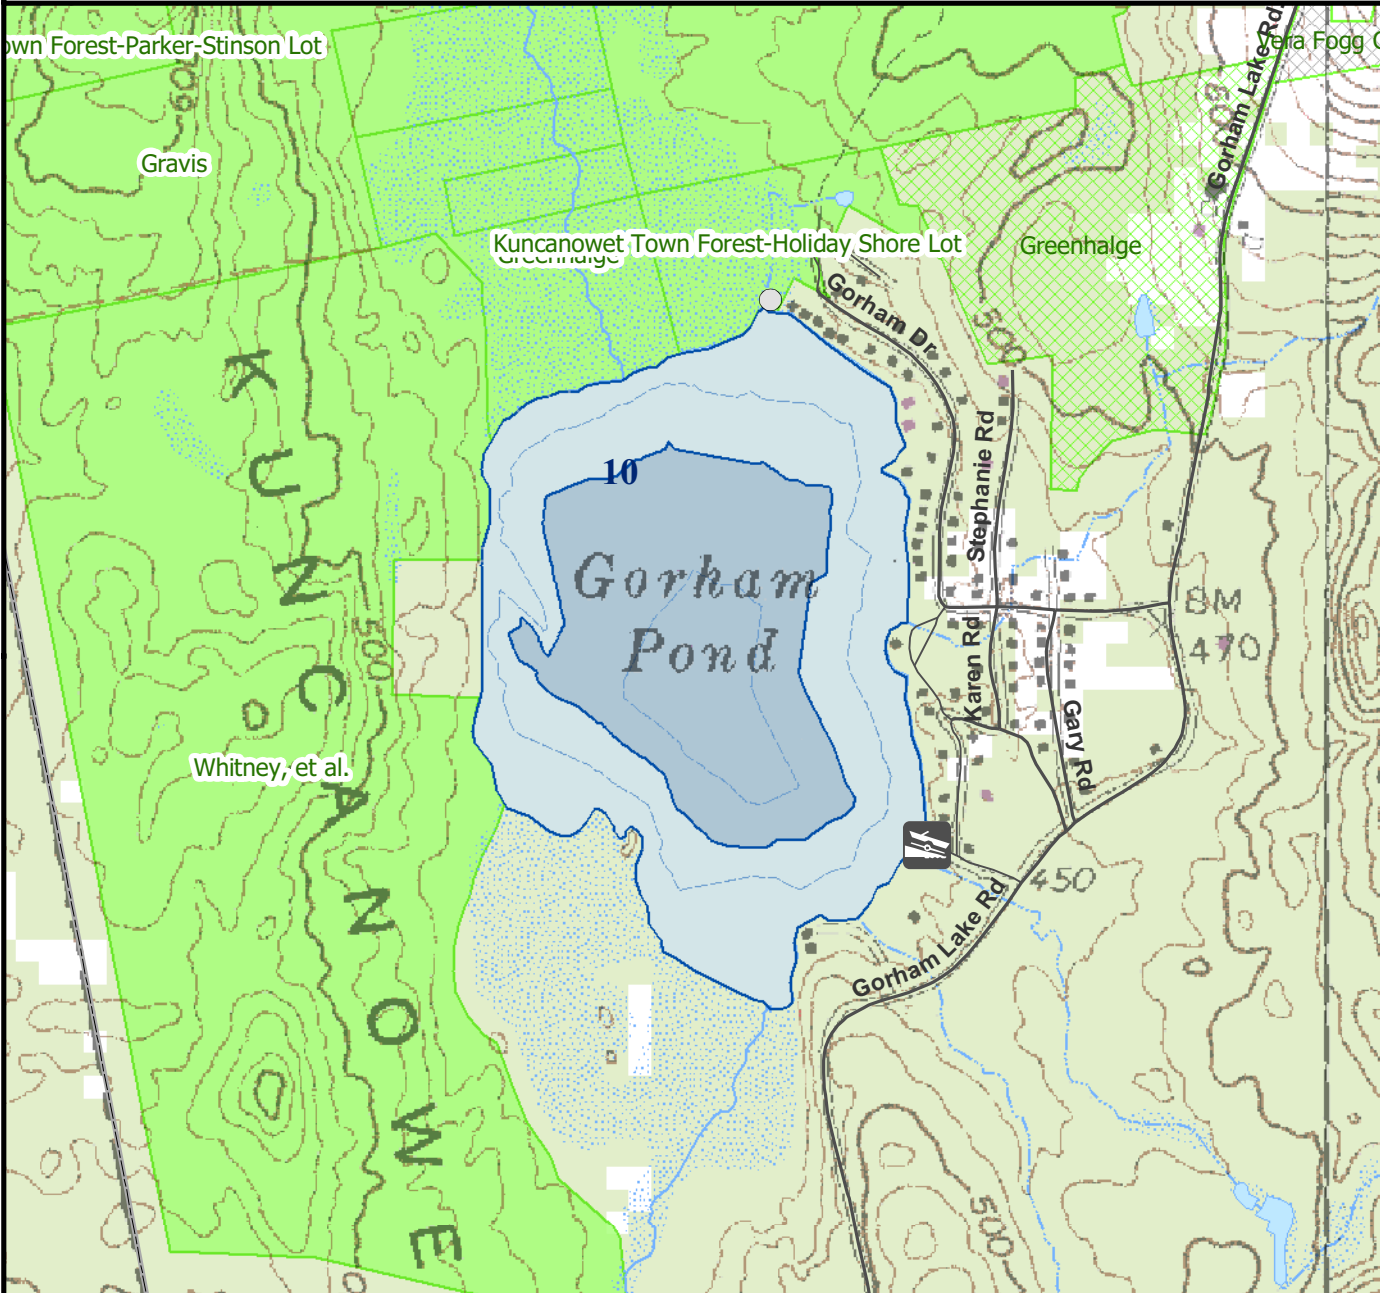 own Forest-Parker-Stinson Lot
Vera Fogg
Gorham Lake Rd
600
Gravis
Kuncanowet Town Forest-Holiday Shore Lot
Greenhalge
Greenhalge
Gorham Dr
500
Stephanie Rd
10
Gorham
Pond
BM
470
500
Karen Rd
Gary Rd
Whitney, et al.
KUNCANOWE
450
Gorham Lake Rd
500